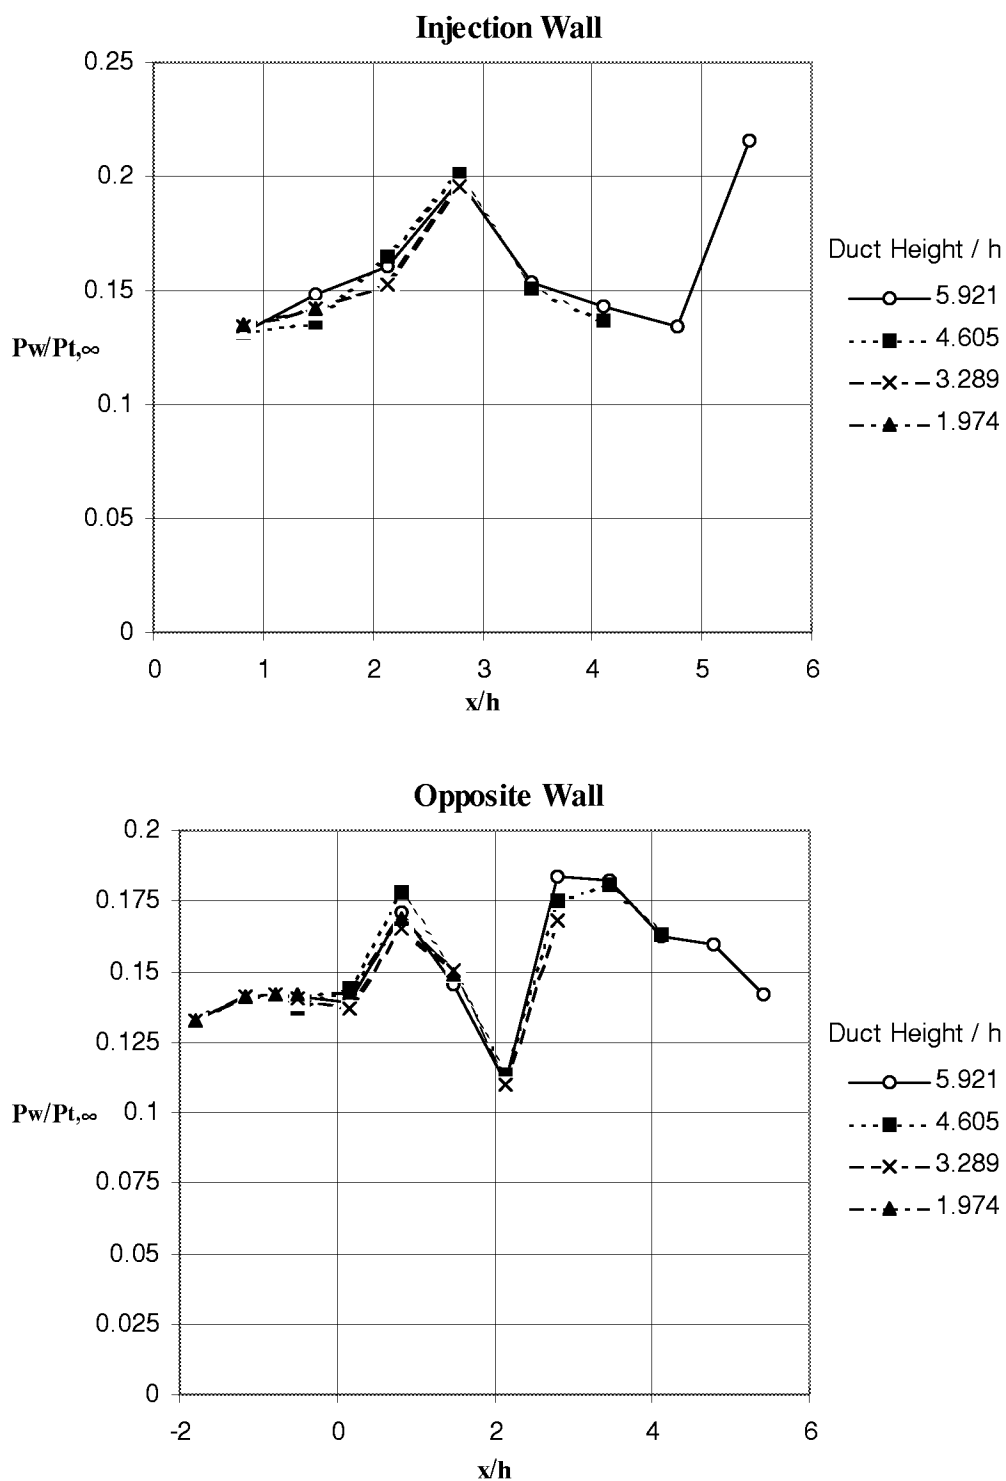 Injection Wall
0.25
0.2
0.15
0.1
0.05
0
Pw/Pt,∞
0 1 2 3 4 5 6
x/h
Duct Height / h
5.921
4.605
3.289
1.974
Opposite Wall
0.2
0.175
0.15
0.125
0.1
0.075
0.05
0.025
0
Pw/Pt,∞
-2 0 2 4 6
x/h
Duct Height / h
5.921
4.605
3.289
1.974